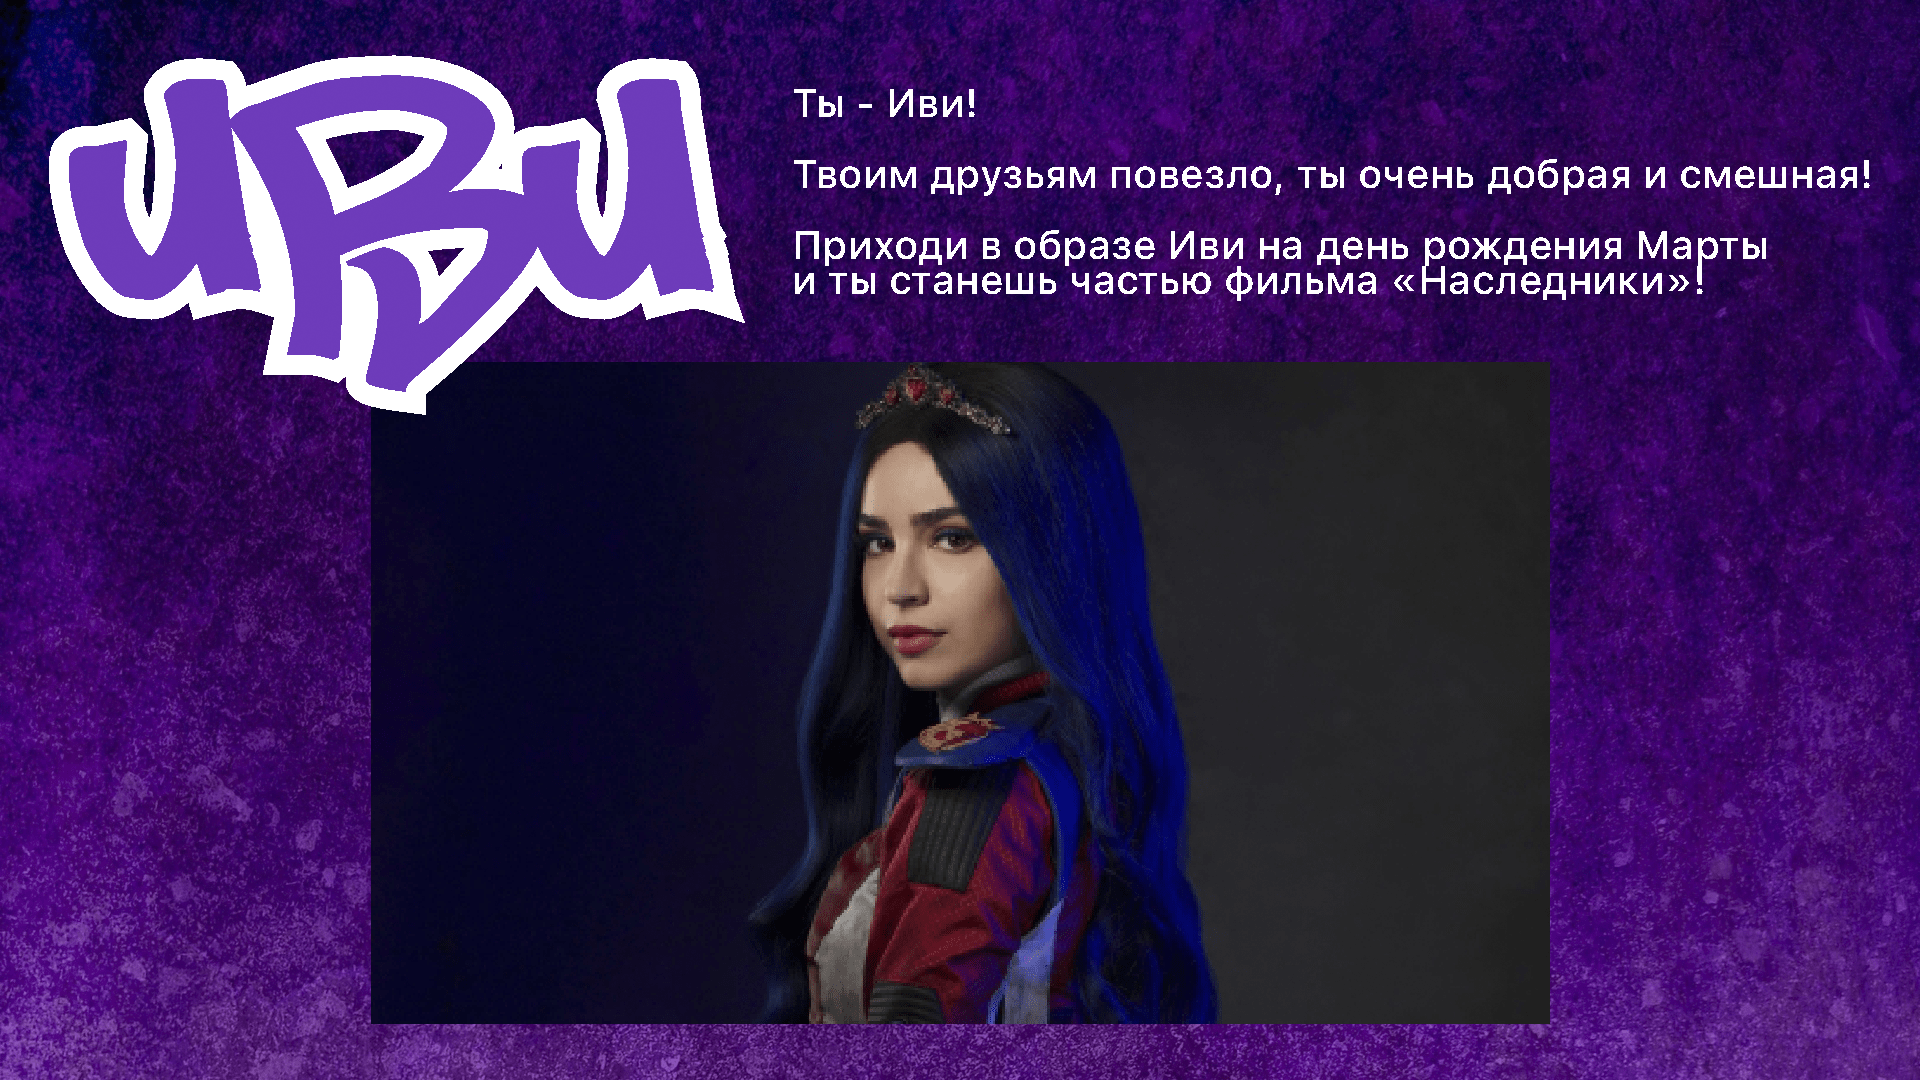 иви
Ты - Иви!
Твоим друзьям повезло, ты очень добрая и смешная!
Приходи в образе Иви на день рождения Марты
и ты станешь частью фильма «Наследники»!